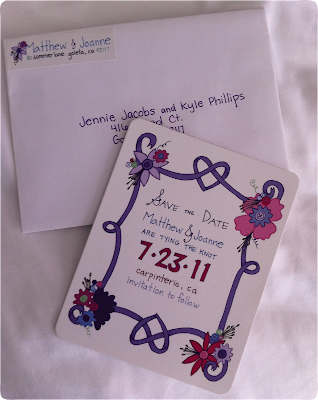 Matthew & Joanne
summer lane goleta, ca 93117
Jennie Jacobs and Kyle Phillips
Ct.
Save the Date
Matthew & Joanne
are tying the knot
7·23·11
carpinteria, ca
invitation to follow